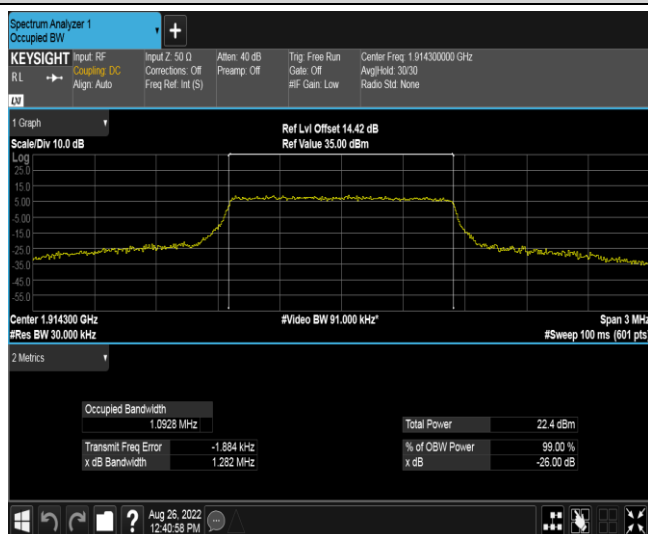 Spectrum Analyzer 1
Occupied BW
+
KEYSIGHT
R L
LXI
Input: RF
Coupling: DC
Align: Auto
Input Z: 50 Ω
Corrections: Off
Freq Ref: Int (S)
Atten: 40 dB
Preamp: Off
Trig: Free Run
Gate: Off
#IF Gain: Low
Center Freq: 1.914300000 GHz
Avg|Hold: 30/30
Radio Std: None
1 Graph
Scale/Div 10.0 dB
Ref Lvl Offset 14.42 dB
Ref Value 35.00 dBm
Log
25.0
15.0
5.00
-5.00
-15.0
-25.0
-35.0
-45.0
-55.0
Center 1.914300 GHz
#Res BW 30.000 kHz
#Video BW 91.000 kHz*
Span 3 MHz
#Sweep 100 ms (601 pts)
2 Metrics
Occupied Bandwidth
1.0928 MHz
Transmit Freq Error -1.884 kHz
x dB Bandwidth 1.282 MHz
Total Power 22.4 dBm
% of OBW Power 99.00 %
x dB -26.00 dB
?
Aug 26, 2022
12:40:58 PM